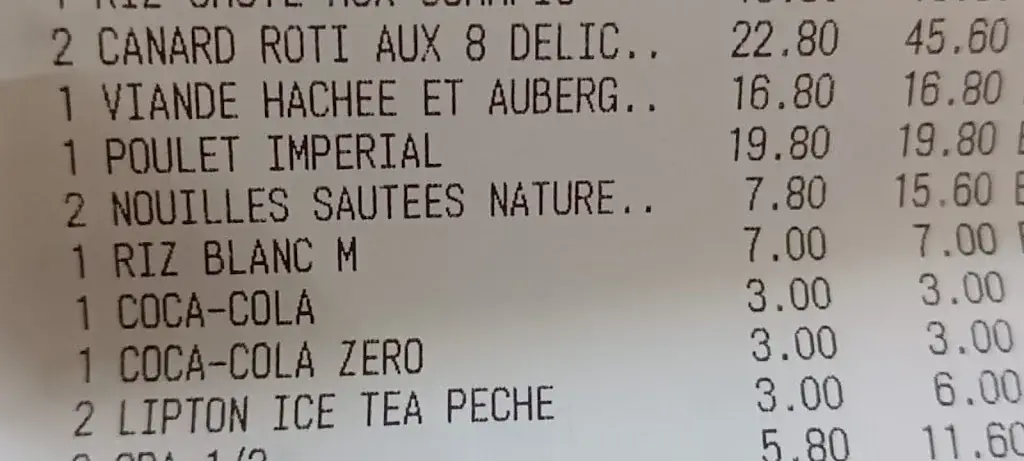 2 CANARD ROTI AUX 8 DELIC.. 22.80 45.60
1 VIANDE HACHEE ET AUBERG.. 16.80 16.80
1 POULET IMPERIAL 19.80 19.80 E
2 NOUILLES SAUTEES NATURE.. 7.80 15.60 E
1 RIZ BLANC M 7.00 7.00
1 COCA-COLA 3.00 3.00
1 COCA-COLA ZERO 3.00 3.00
2 LIPTON ICE TEA PECHE 3.00 6.00
1/2 5.80 11.60